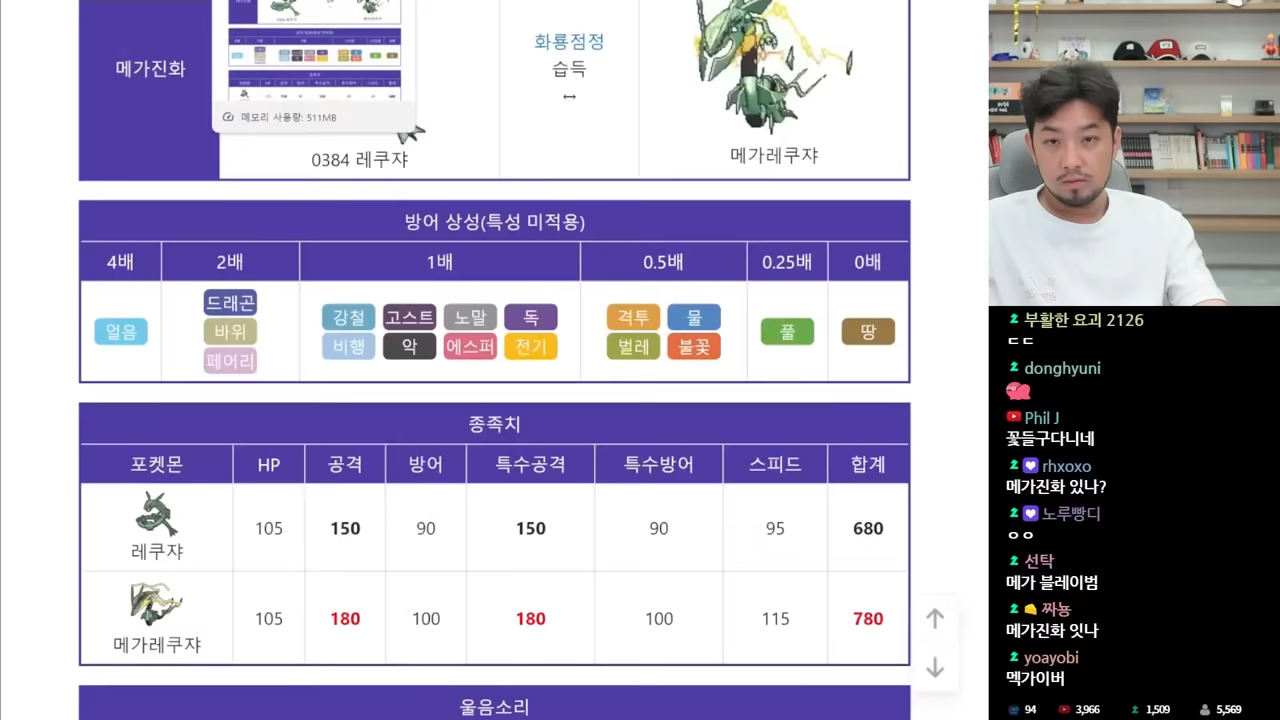 메가진화
메모리 사용량: 511MB
0384 레쿠쟈
화룡점정
습득
↔
메가레쿠쟈
방어 상성(특성 미적용)
4배 2배 1배 0.5배 0.25배 0배
얼음
드래곤
바위
페어리
강철 고스트 노말 독
비행 악 에스퍼 전기
격투 물
벌레 불꽃
풀
땅
종족치
포켓몬 HP 공격 방어 특수공격 특수방어 스피드 합계
레쿠쟈 105 150 90 150 90 95 680
메가레쿠쟈 105 180 100 180 100 115 780
울음소리
부활한 요괴 2126
ㄷㄷ
donghyuni
Phil J
꽃들구다니네
rhxoxo
메가진화 있나?
노루빵디
ㅇㅇ
선탁
메가 블레이범
짜뇽
메가진화 잇나
yoayobi
멕가이버
94 3,966 1,509 5,569